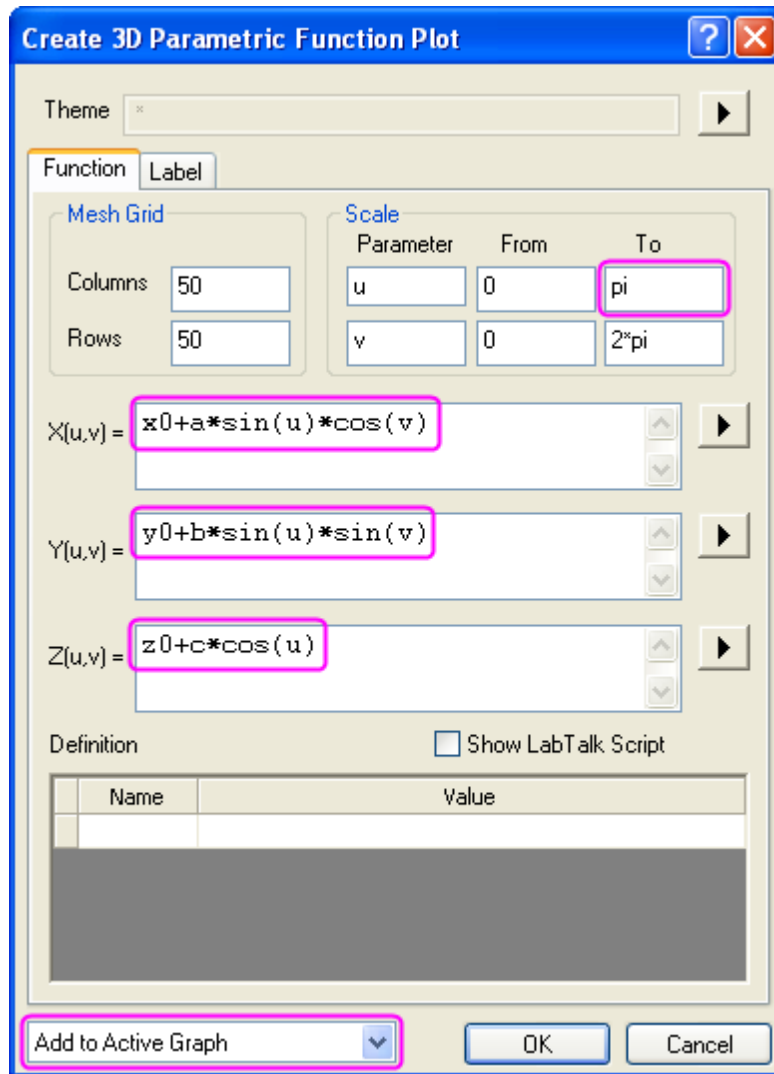 Create 3D Parametric Function Plot
Theme *
Function Label
Mesh Grid
Columns 50
Rows 50
Scale
Parameter From To
u 0 pi
v 0 2*pi
X(u,v) = x0+a*sin(u)*cos(v)
Y(u,v) = y0+b*sin(u)*sin(v)
Z(u,v) = z0+c*cos(u)
Definition Show LabTalk Script
Name Value
Add to Active Graph OK Cancel